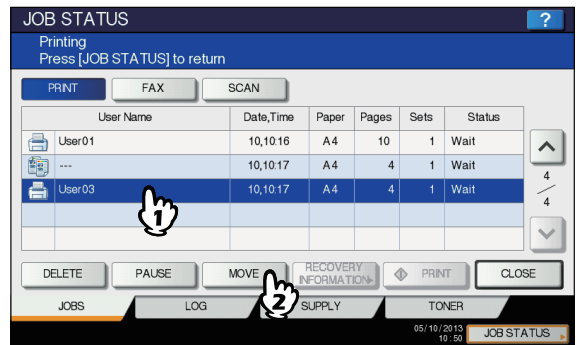 JOB STATUS ?
Printing
Press [JOB STATUS] to return
PRINT FAX SCAN
User Name Date,Time Paper Pages Sets Status
User01 10,10:16 A4 10 1 Wait
--- 10,10:17 A4 4 1 Wait
User03 10,10:17 A4 4 1 Wait
4
4
1
DELETE PAUSE MOVE RECOVERY INFORMATION PRINT CLOSE
2
JOBS LOG SUPPLY TONER
05/10/2013
10:50 JOB STATUS